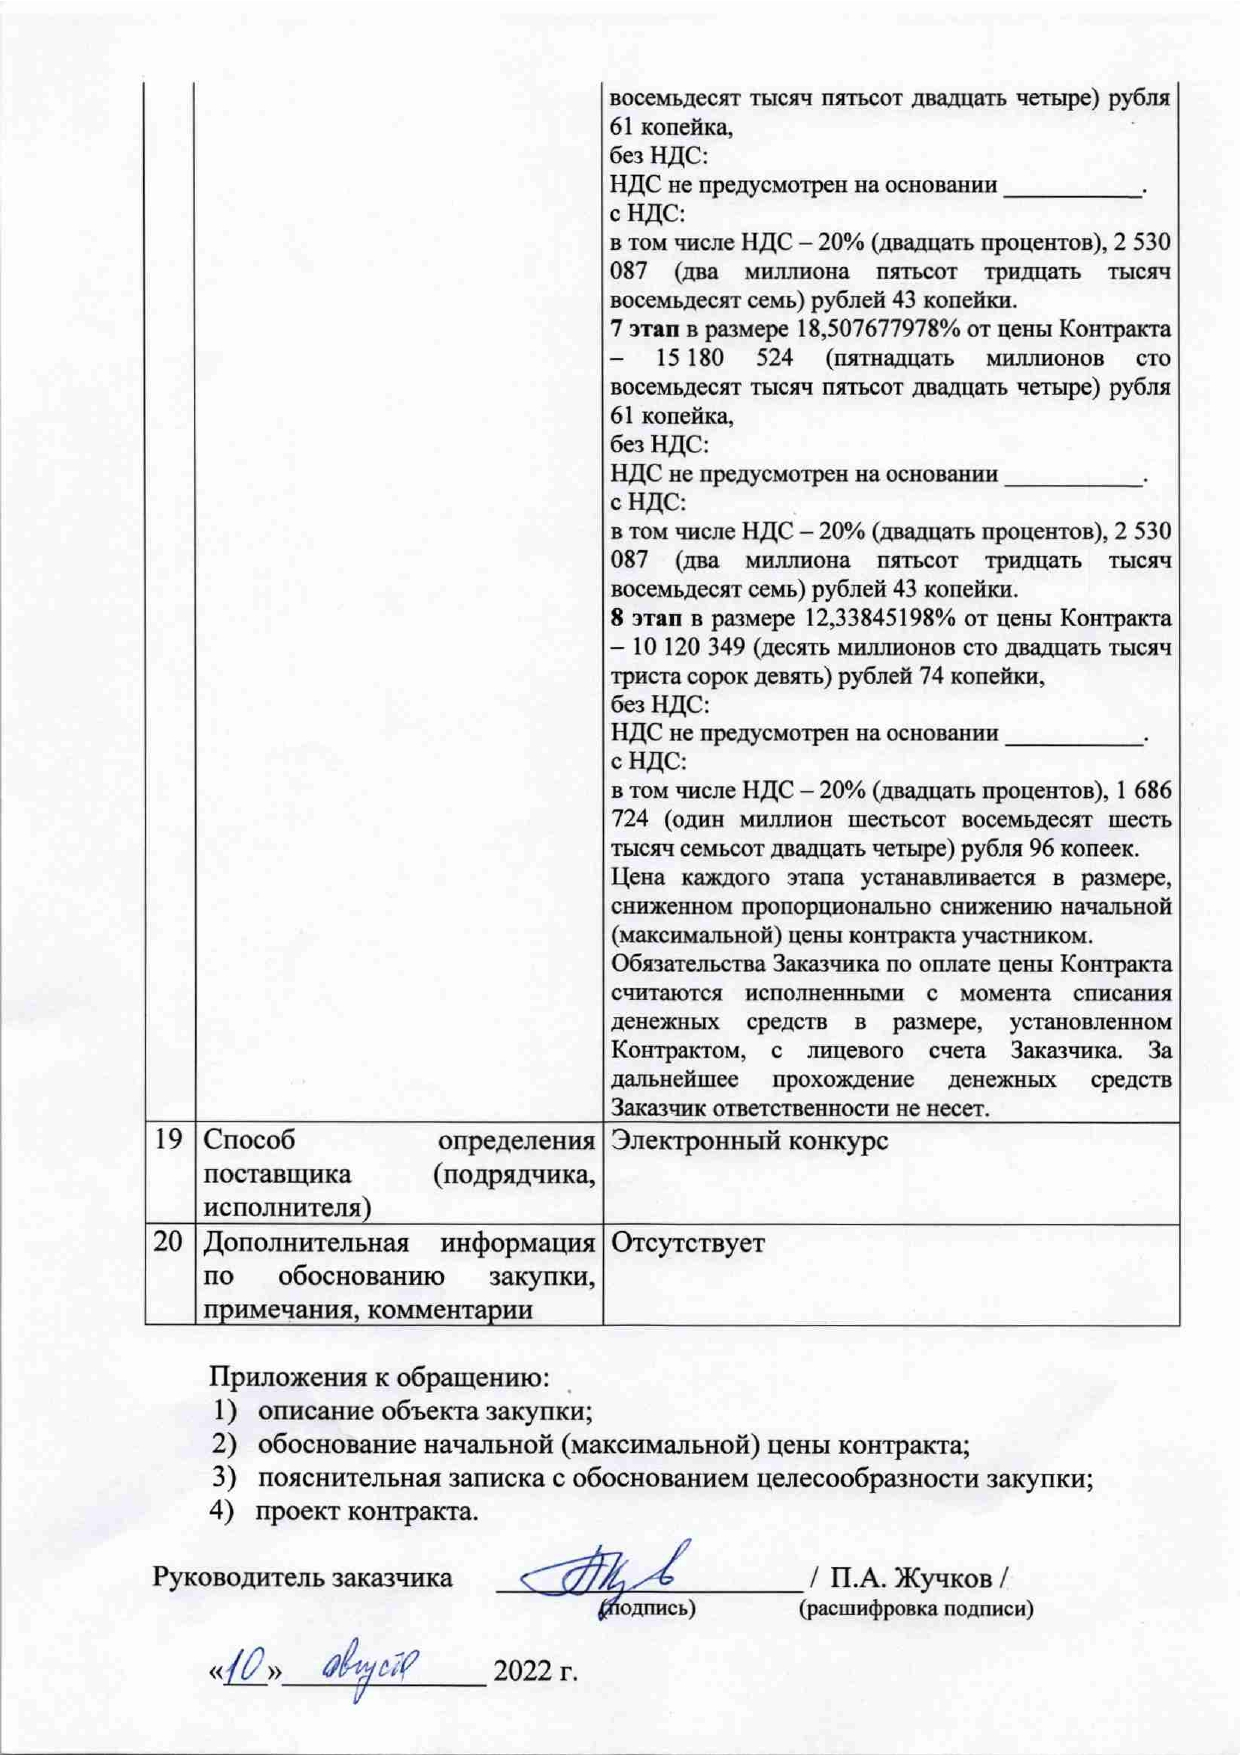 восемьдесят тысяч пятьсот двадцать четыре) рубля
61 копейка,
без НДС:
НДС не предусмотрен на основании ___________.
с НДС:
в том числе НДС – 20% (двадцать процентов), 2 530
087 (два миллиона пятьсот тридцать тысяч
восемьдесят семь) рублей 43 копейки.
7 этап в размере 18,507677978% от цены Контракта
– 15 180 524 (пятнадцать миллионов сто
восемьдесят тысяч пятьсот двадцать четыре) рубля
61 копейка,
без НДС:
НДС не предусмотрен на основании ___________.
с НДС:
в том числе НДС – 20% (двадцать процентов), 2 530
087 (два миллиона пятьсот тридцать тысяч
восемьдесят семь) рублей 43 копейки.
8 этап в размере 12,33845198% от цены Контракта
– 10 120 349 (десять миллионов сто двадцать тысяч
триста сорок девять) рублей 74 копейки,
без НДС:
НДС не предусмотрен на основании ___________.
с НДС:
в том числе НДС – 20% (двадцать процентов), 1 686
724 (один миллион шестьсот восемьдесят шесть
тысяч семьсот двадцать четыре) рубля 96 копеек.
Цена каждого этапа устанавливается в размере,
сниженном пропорционально снижению начальной
(максимальной) цены контракта участником.
Обязательства Заказчика по оплате цены Контракта
считаются исполненными с момента списания
денежных средств в размере, установленном
Контрактом, с лицевого счета Заказчика. За
дальнейшее прохождение денежных средств
Заказчик ответственности не несет.
19 Способ определения Электронный конкурс
поставщика (подрядчика,
исполнителя)
20 Дополнительная информация Отсутствует
по обоснованию закупки,
примечания, комментарии
Приложения к обращению:
1) описание объекта закупки;
2) обоснование начальной (максимальной) цены контракта;
3) пояснительная записка с обоснованием целесообразности закупки;
4) проект контракта.
Руководитель заказчика ___________ / П.А. Жучков /
(подпись) (расшифровка подписи)
«10» августа 2022 г.